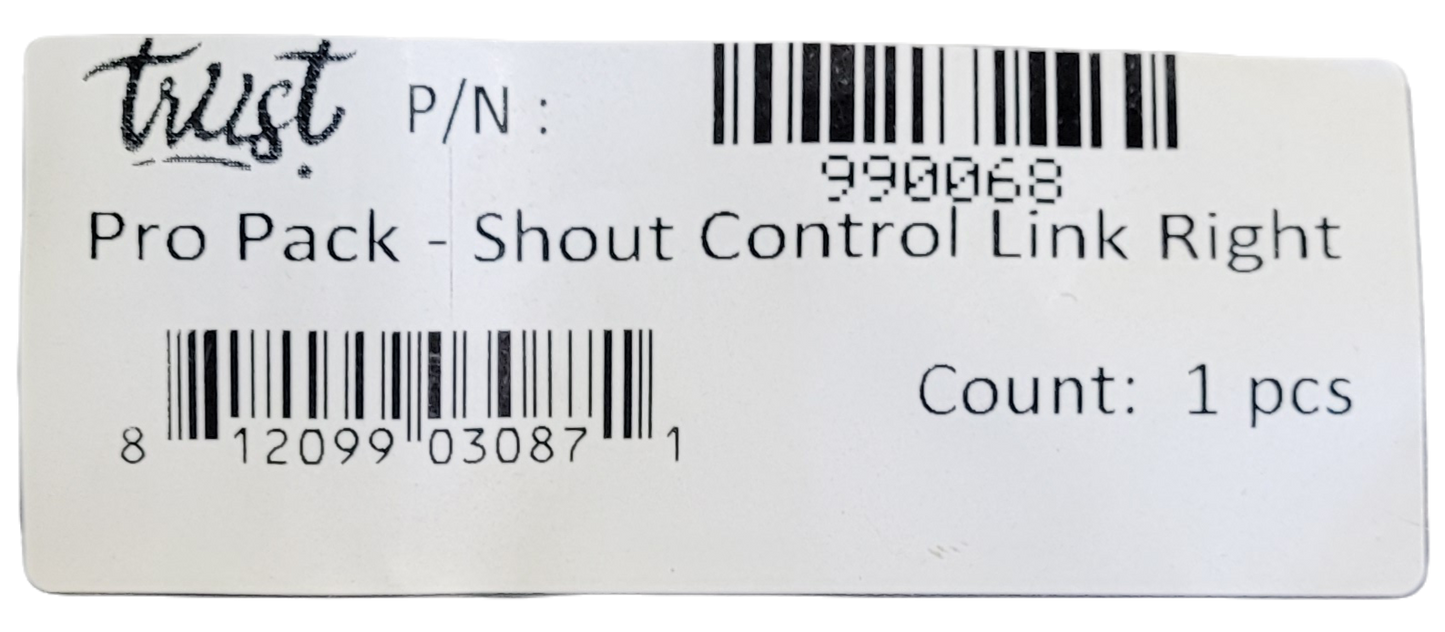 trust.
P/N :
990068
Pro Pack - Shout Control Link Right
8 12099 03087 1
Count: 1 pcs